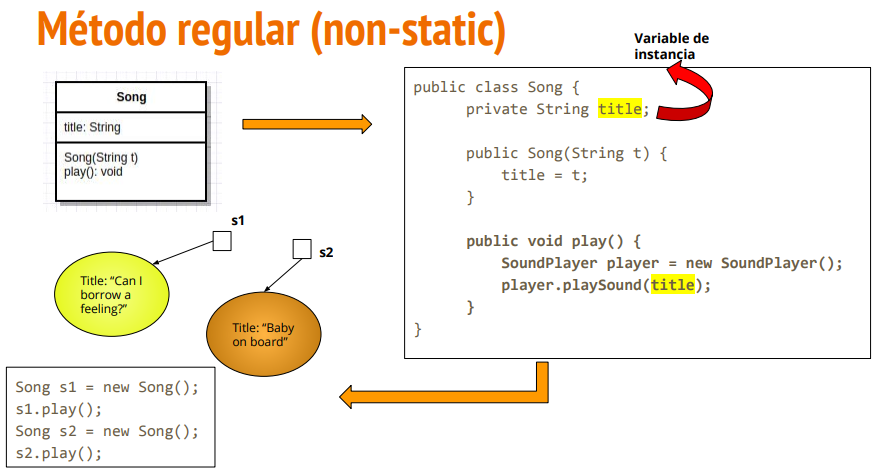 Método regular (non-static)
Variable de
instancia
Song
title: String
Song(String t)
play(): void
public class Song {
private String title;
public Song(String t) {
title = t;
}
public void play() {
SoundPlayer player = new SoundPlayer();
player.playSound(title);
}
}
s1
s2
Title: “Can I
borrow a
feeling?”
Title: “Baby
on board”
Song s1 = new Song();
s1.play();
Song s2 = new Song();
s2.play();